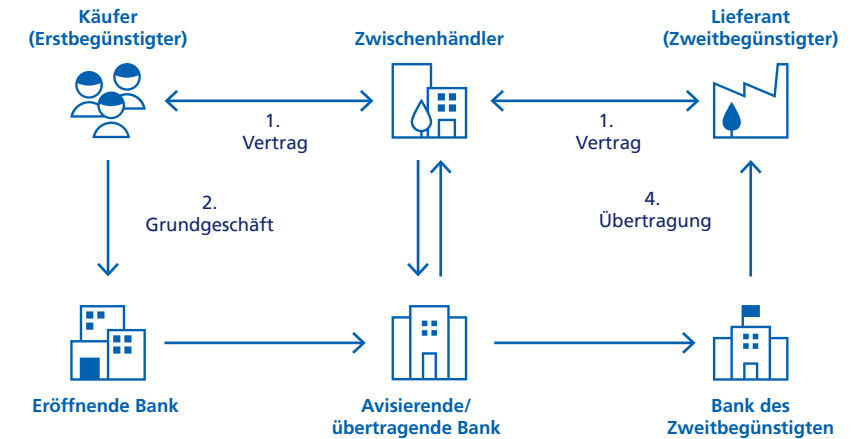 Käufer
(Erstbegünstigter)
Zwischenhändler
Lieferant
(Zweitbegünstigter)
1.
Vertrag
1.
Vertrag
2.
Grundgeschäft
4.
Übertragung
Eröffnende Bank
Avisierende/
übertragende Bank
Bank des
Zweitbegünstigten